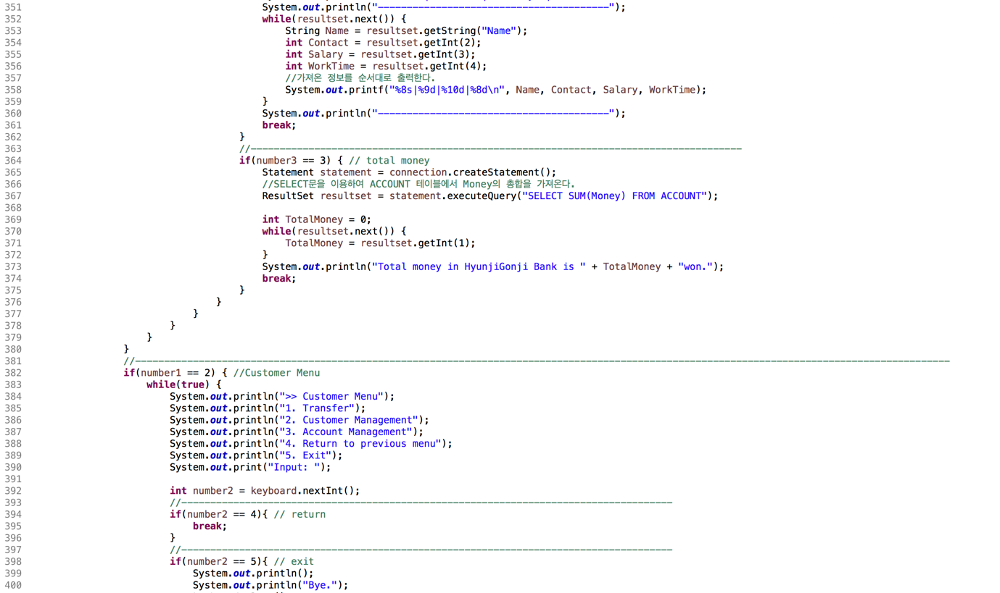 351 System.out.println("----------------------------------------");
352 while(resultset.next()) {
353 String Name = resultset.getString("Name");
354 int Contact = resultset.getInt(2);
355 int Salary = resultset.getInt(3);
356 int WorkTime = resultset.getInt(4);
357 //가져온 정보를 순서대로 출력한다.
358 System.out.printf("%8s|%9d|%10d|%8d\n", Name, Contact, Salary, WorkTime);
359 }
360 System.out.println("----------------------------------------");
361 break;
362 }
363 //-------------------------------------------------------------------------------------
364 if(number3 == 3) { // total money
365 Statement statement = connection.createStatement();
366 //SELECT문을 이용하여 ACCOUNT 테이블에서 Money의 총합을 가져온다.
367 ResultSet resultset = statement.executeQuery("SELECT SUM(Money) FROM ACCOUNT");
368
369 int TotalMoney = 0;
370 while(resultset.next()) {
371 TotalMoney = resultset.getInt(1);
372 }
373 System.out.println("Total money in HyunjiGonji Bank is " + TotalMoney + "won.");
374 break;
375 }
376 }
377 }
378 }
379 }
380 }
381 //---------------------------------------------------------------------------------------------------------------------------------------------
382 if(number1 == 2) { //Customer Menu
383 while(true) {
384 System.out.println(">> Customer Menu");
385 System.out.println("1. Transfer");
386 System.out.println("2. Customer Management");
387 System.out.println("3. Account Management");
388 System.out.println("4. Return to previous menu");
389 System.out.println("5. Exit");
390 System.out.print("Input: ");
391
392 int number2 = keyboard.nextInt();
393 //-------------------------------------------------------------------------------------
394 if(number2 == 4){ // return
395 break;
396 }
397 //-------------------------------------------------------------------------------------
398 if(number2 == 5){ // exit
399 System.out.println();
400 System.out.println("Bye.");